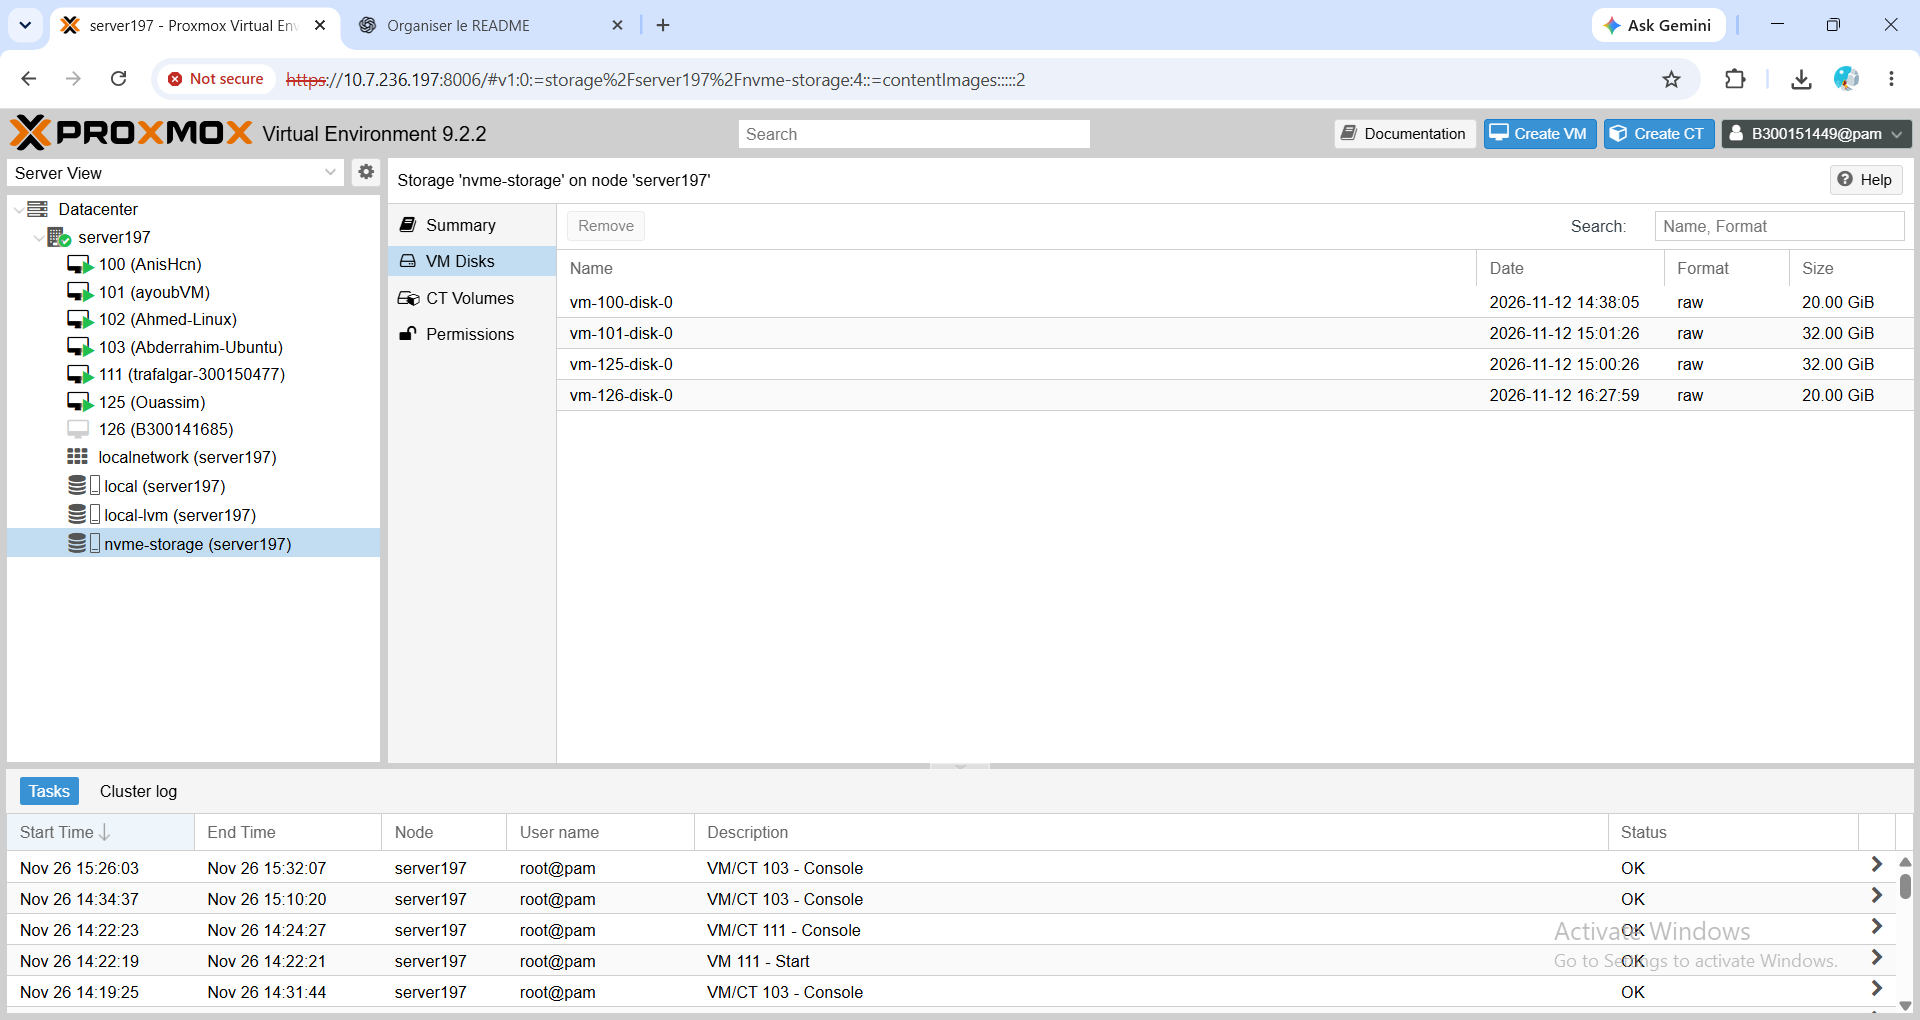 server197 - Proxmox Virtual En
Organiser le README
Ask Gemini
Not secure
https://10.7.236.197:8006/#v1:0:=storage%2Fserver197%2Fnvme-storage:4::=contentImages:::::2
PROXMOX Virtual Environment 9.2.2
Search
Documentation
Create VM
Create CT
B300151449@pam
Server View
Storage 'nvme-storage' on node 'server197'
Help
Datacenter
server197
100 (AnisHcn)
101 (ayoubVM)
102 (Ahmed-Linux)
103 (Abderrahim-Ubuntu)
111 (trafalgar-300150477)
125 (Ouassim)
126 (B300141685)
localnetwork (server197)
local (server197)
local-lvm (server197)
nvme-storage (server197)
Summary
VM Disks
CT Volumes
Permissions
Remove
Search:
Name, Format
Name Date Format Size
vm-100-disk-0 2026-11-12 14:38:05 raw 20.00 GiB
vm-101-disk-0 2026-11-12 15:01:26 raw 32.00 GiB
vm-125-disk-0 2026-11-12 15:00:26 raw 32.00 GiB
vm-126-disk-0 2026-11-12 16:27:59 raw 20.00 GiB
Tasks
Cluster log
Start Time End Time Node User name Description Status
Nov 26 15:26:03 Nov 26 15:32:07 server197 root@pam VM/CT 103 - Console OK
Nov 26 14:34:37 Nov 26 15:10:20 server197 root@pam VM/CT 103 - Console OK
Nov 26 14:22:23 Nov 26 14:24:27 server197 root@pam VM/CT 111 - Console OK
Nov 26 14:22:19 Nov 26 14:22:21 server197 root@pam VM 111 - Start OK
Nov 26 14:19:25 Nov 26 14:31:44 server197 root@pam VM/CT 103 - Console OK
Activate Windows
Go to Settings to activate Windows.